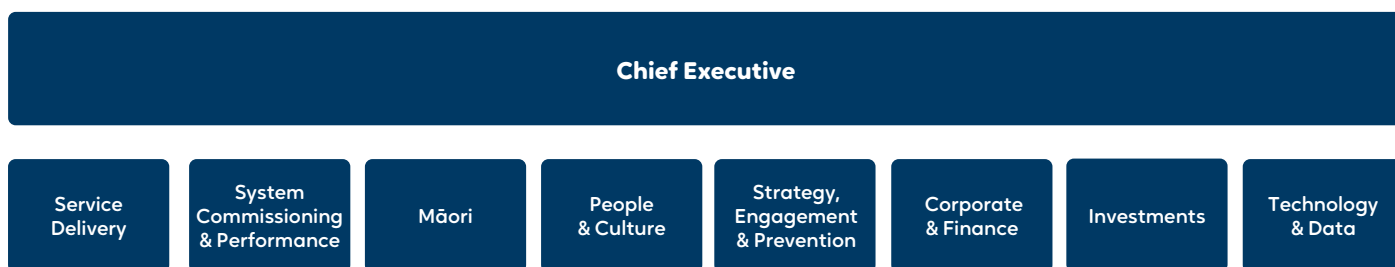 Chief Executive
Service
Delivery
System
Commissioning
& Performance
Māori
People
& Culture
Strategy,
Engagement
& Prevention
Corporate
& Finance
Investments
Technology
& Data